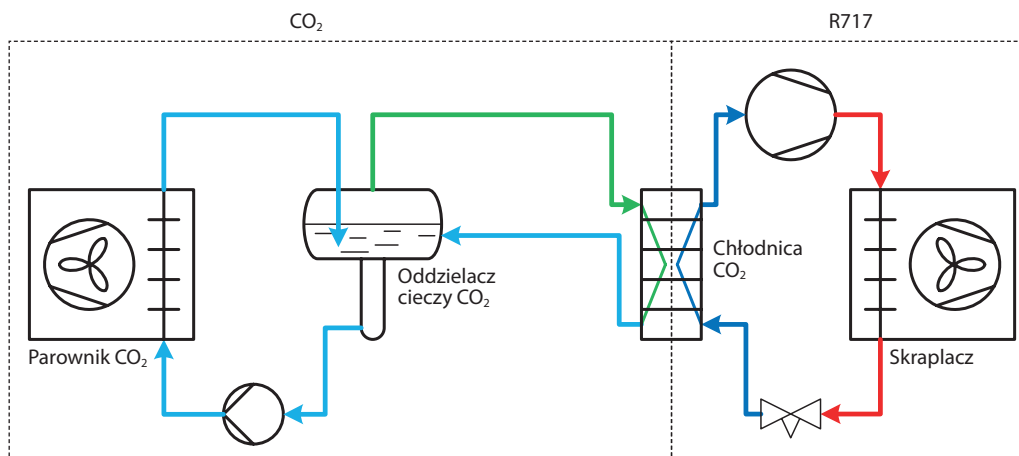 CO₂
R717
Chłodnica
CO₂
Oddzielacz
cieczy CO₂
Parownik CO₂
Skraplacz